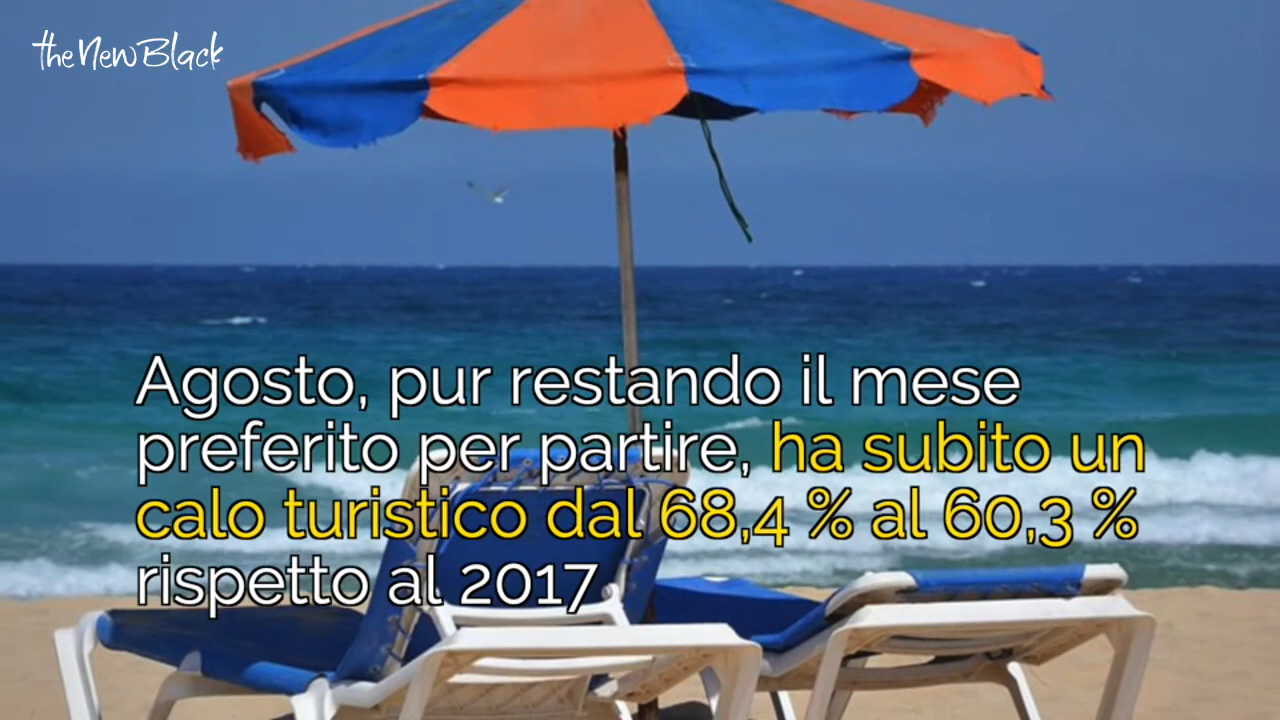 theNewBlack
Agosto, pur restando il mese
preferito per partire, ha subito un
calo turistico dal 68,4 % al 60,3 %
rispetto al 2017